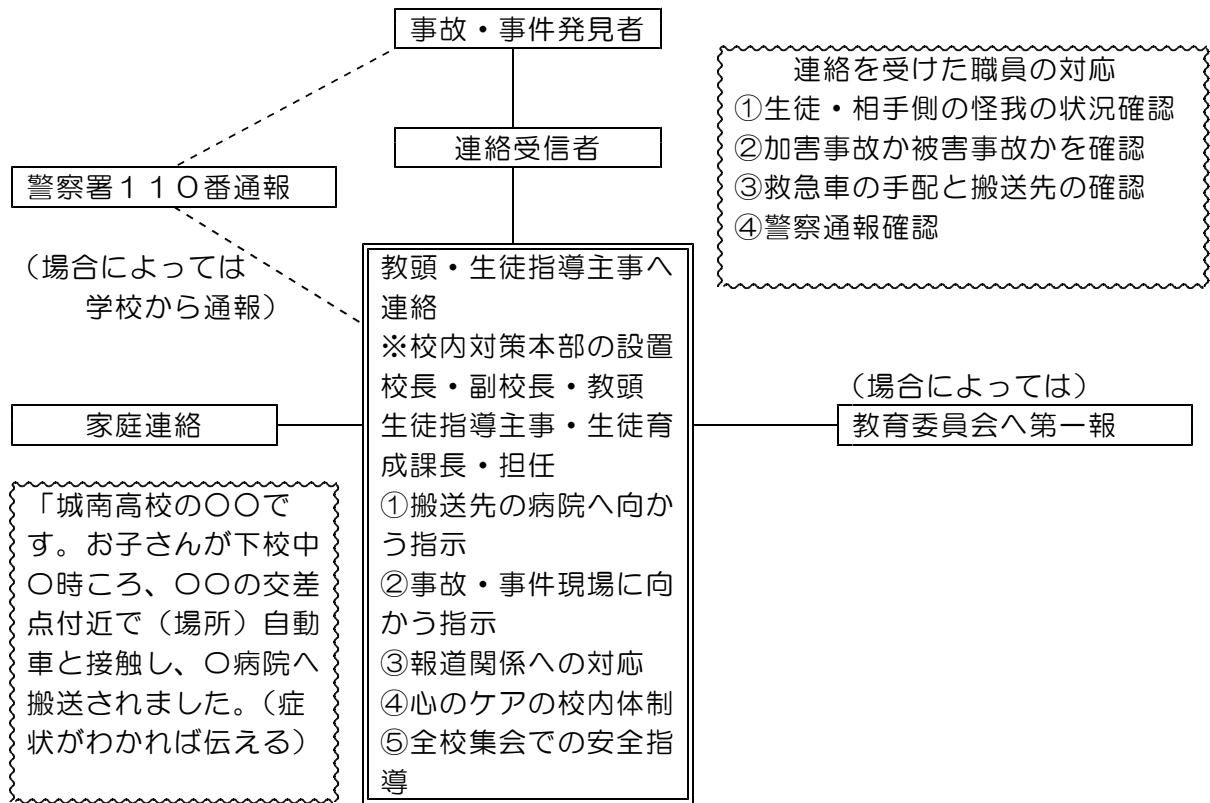 事故・事件発見者
連絡受信者
警察署110番通報
(場合によっては
学校から通報)
連絡を受けた職員の対応
①生徒・相手側の怪我の状況確認
②加害事故か被害事故かを確認
③救急車の手配と搬送先の確認
④警察通報確認
教頭・生徒指導主事へ
連絡
※校内対策本部の設置
校長・副校長・教頭
生徒指導主事・生徒育
成課長・担任
①搬送先の病院へ向か
う指示
②事故・事件現場に向
かう指示
③報道関係への対応
④心のケアの校内体制
⑤全校集会での安全指
導
家庭連絡
「城南高校の〇〇で
す。お子さんが下校中
〇時ころ、〇〇の交差
点付近で(場所)自動
車と接触し、〇病院へ
搬送されました。(症
状がわかれば伝える)
(場合によっては)
教育委員会へ第一報